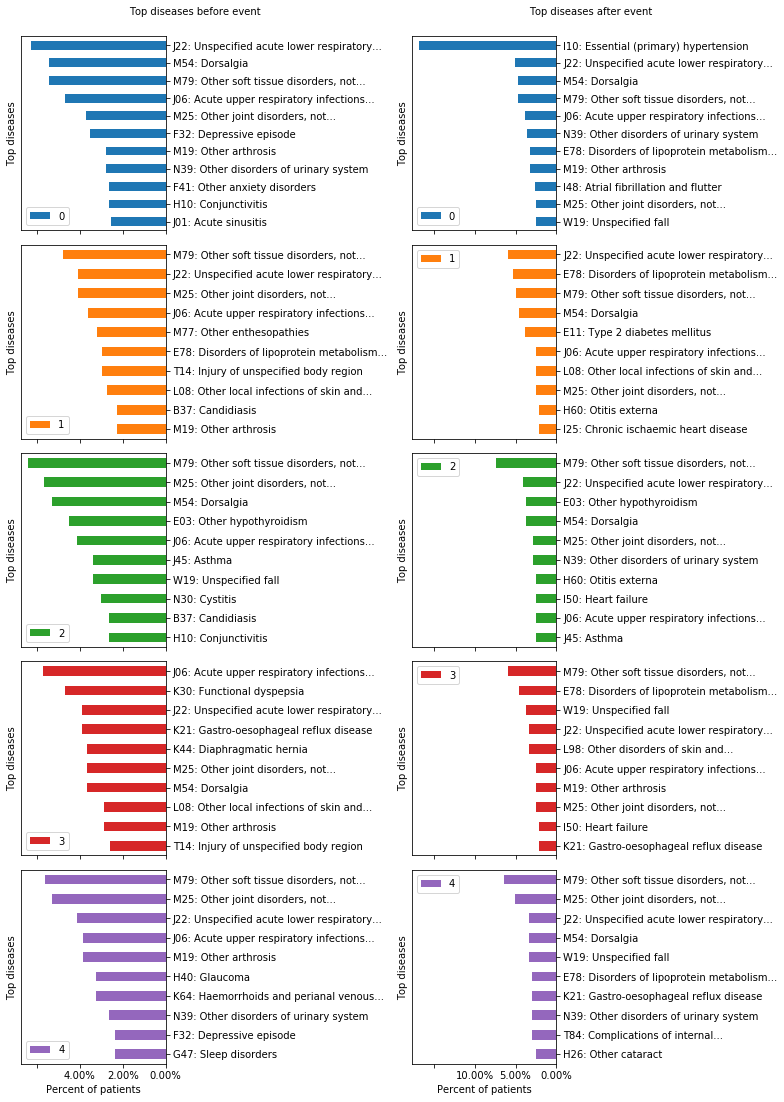 Top diseases before event
Top diseases after event
Top diseases
J22: Unspecified acute lower respiratory...
M54: Dorsalgia
M79: Other soft tissue disorders, not...
J06: Acute upper respiratory infections...
M25: Other joint disorders, not...
F32: Depressive episode
M19: Other arthrosis
N39: Other disorders of urinary system
F41: Other anxiety disorders
H10: Conjunctivitis
J01: Acute sinusitis
0
Top diseases
I10: Essential (primary) hypertension
J22: Unspecified acute lower respiratory...
M54: Dorsalgia
M79: Other soft tissue disorders, not...
J06: Acute upper respiratory infections...
N39: Other disorders of urinary system
E78: Disorders of lipoprotein metabolism...
M19: Other arthrosis
I48: Atrial fibrillation and flutter
M25: Other joint disorders, not...
W19: Unspecified fall
0
Top diseases
M79: Other soft tissue disorders, not...
J22: Unspecified acute lower respiratory...
M25: Other joint disorders, not...
J06: Acute upper respiratory infections...
M77: Other enthesopathies
E78: Disorders of lipoprotein metabolism...
T14: Injury of unspecified body region
L08: Other local infections of skin and...
B37: Candidiasis
M19: Other arthrosis
1
Top diseases
1
J22: Unspecified acute lower respiratory...
E78: Disorders of lipoprotein metabolism...
M79: Other soft tissue disorders, not...
M54: Dorsalgia
E11: Type 2 diabetes mellitus
J06: Acute upper respiratory infections...
L08: Other local infections of skin and...
M25: Other joint disorders, not...
H60: Otitis externa
I25: Chronic ischaemic heart disease
Top diseases
M79: Other soft tissue disorders, not...
M25: Other joint disorders, not...
M54: Dorsalgia
E03: Other hypothyroidism
J06: Acute upper respiratory infections...
J45: Asthma
W19: Unspecified fall
N30: Cystitis
B37: Candidiasis
H10: Conjunctivitis
2
Top diseases
2
M79: Other soft tissue disorders, not...
J22: Unspecified acute lower respiratory...
E03: Other hypothyroidism
M54: Dorsalgia
M25: Other joint disorders, not...
N39: Other disorders of urinary system
H60: Otitis externa
I50: Heart failure
J06: Acute upper respiratory infections...
J45: Asthma
Top diseases
J06: Acute upper respiratory infections...
K30: Functional dyspepsia
J22: Unspecified acute lower respiratory...
K21: Gastro-oesophageal reflux disease
K44: Diaphragmatic hernia
M25: Other joint disorders, not...
M54: Dorsalgia
L08: Other local infections of skin and...
M19: Other arthrosis
T14: Injury of unspecified body region
3
Top diseases
3
M79: Other soft tissue disorders, not...
E78: Disorders of lipoprotein metabolism...
W19: Unspecified fall
J22: Unspecified acute lower respiratory...
L98: Other disorders of skin and...
J06: Acute upper respiratory infections...
M19: Other arthrosis
M25: Other joint disorders, not...
I50: Heart failure
K21: Gastro-oesophageal reflux disease
Top diseases
M79: Other soft tissue disorders, not...
M25: Other joint disorders, not...
J22: Unspecified acute lower respiratory...
J06: Acute upper respiratory infections...
M19: Other arthrosis
H40: Glaucoma
K64: Haemorrhoids and perianal venous...
N39: Other disorders of urinary system
F32: Depressive episode
G47: Sleep disorders
4
4.00% 2.00% 0.00%
Percent of patients
Top diseases
4
M79: Other soft tissue disorders, not...
M25: Other joint disorders, not...
J22: Unspecified acute lower respiratory...
M54: Dorsalgia
W19: Unspecified fall
E78: Disorders of lipoprotein metabolism...
K21: Gastro-oesophageal reflux disease
N39: Other disorders of urinary system
T84: Complications of internal...
H26: Other cataract
10.00% 5.00% 0.00%
Percent of patients